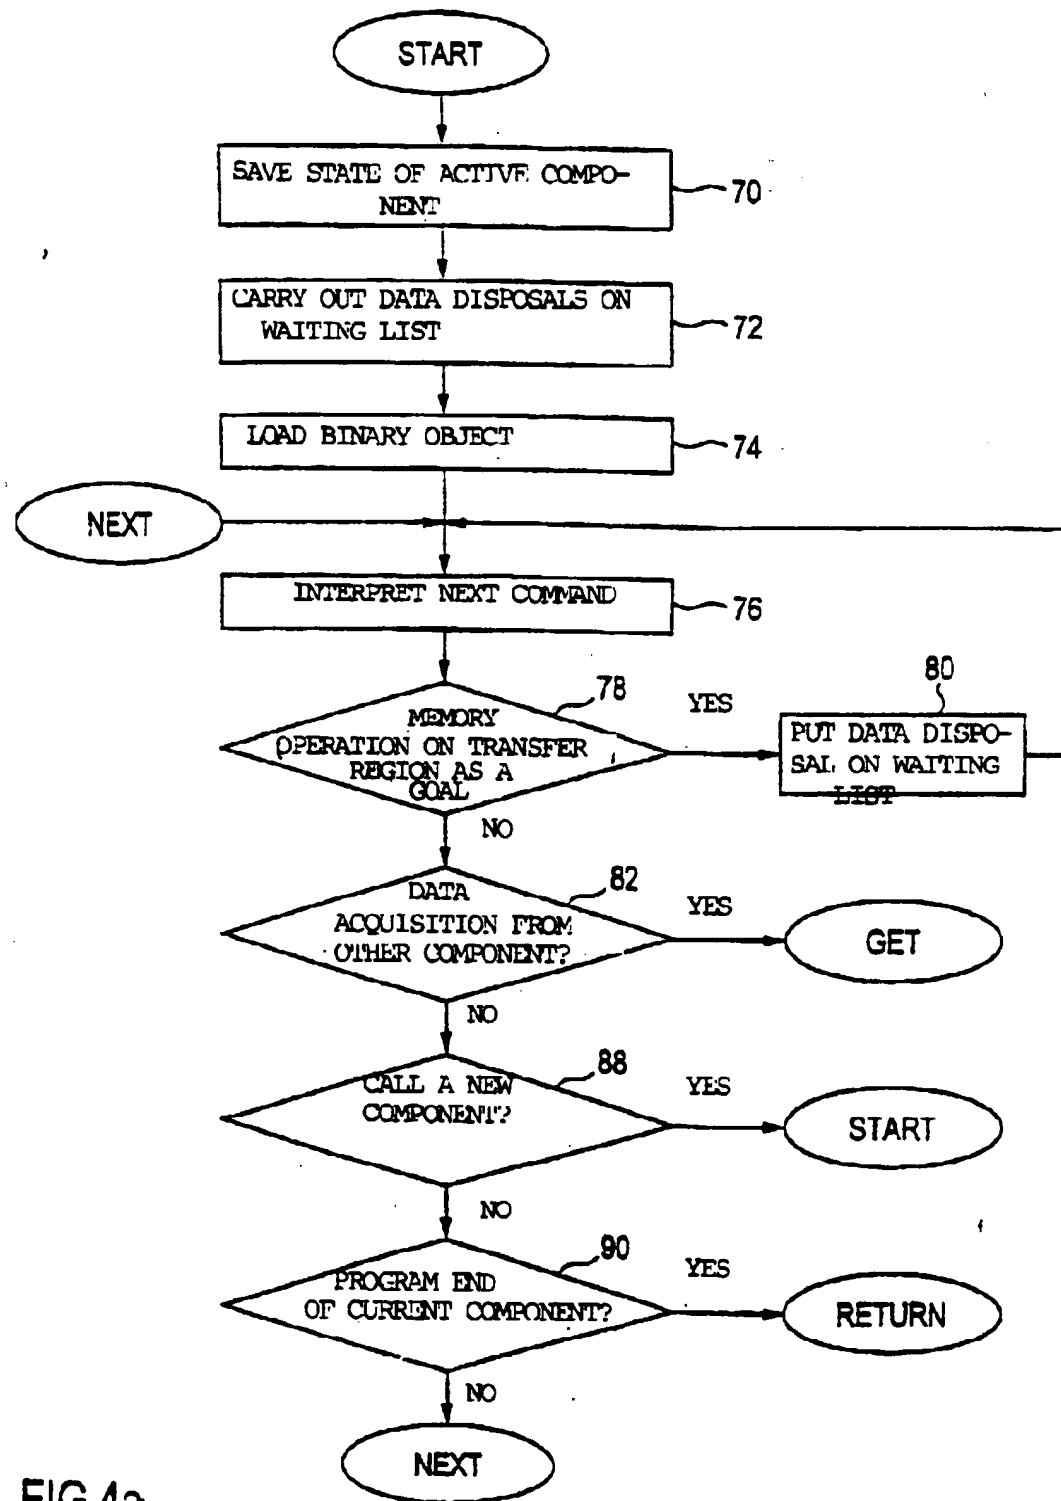 START
SAVE STATE OF ACTIVE COMPO-
NENT
70
CARRY OUT DATA DISPOSALS ON
WAITING LIST
72
LOAD BINARY OBJECT
74
NEXT
INTERPRET NEXT COMMAND
76
78
MEMORY
OPERATION ON TRANSFER
REGION AS A
GOAL
YES
80
PUT DATA DISPO-
SAL ON WAITING
LIST
NO
82
DATA
ACQUISITION FROM
OTHER COMPONENT?
YES
GET
NO
88
CALL A NEW
COMPONENT?
YES
START
NO
90
PROGRAM END
OF CURRENT COMPONENT?
YES
RETURN
NO
NEXT
FIG.4a